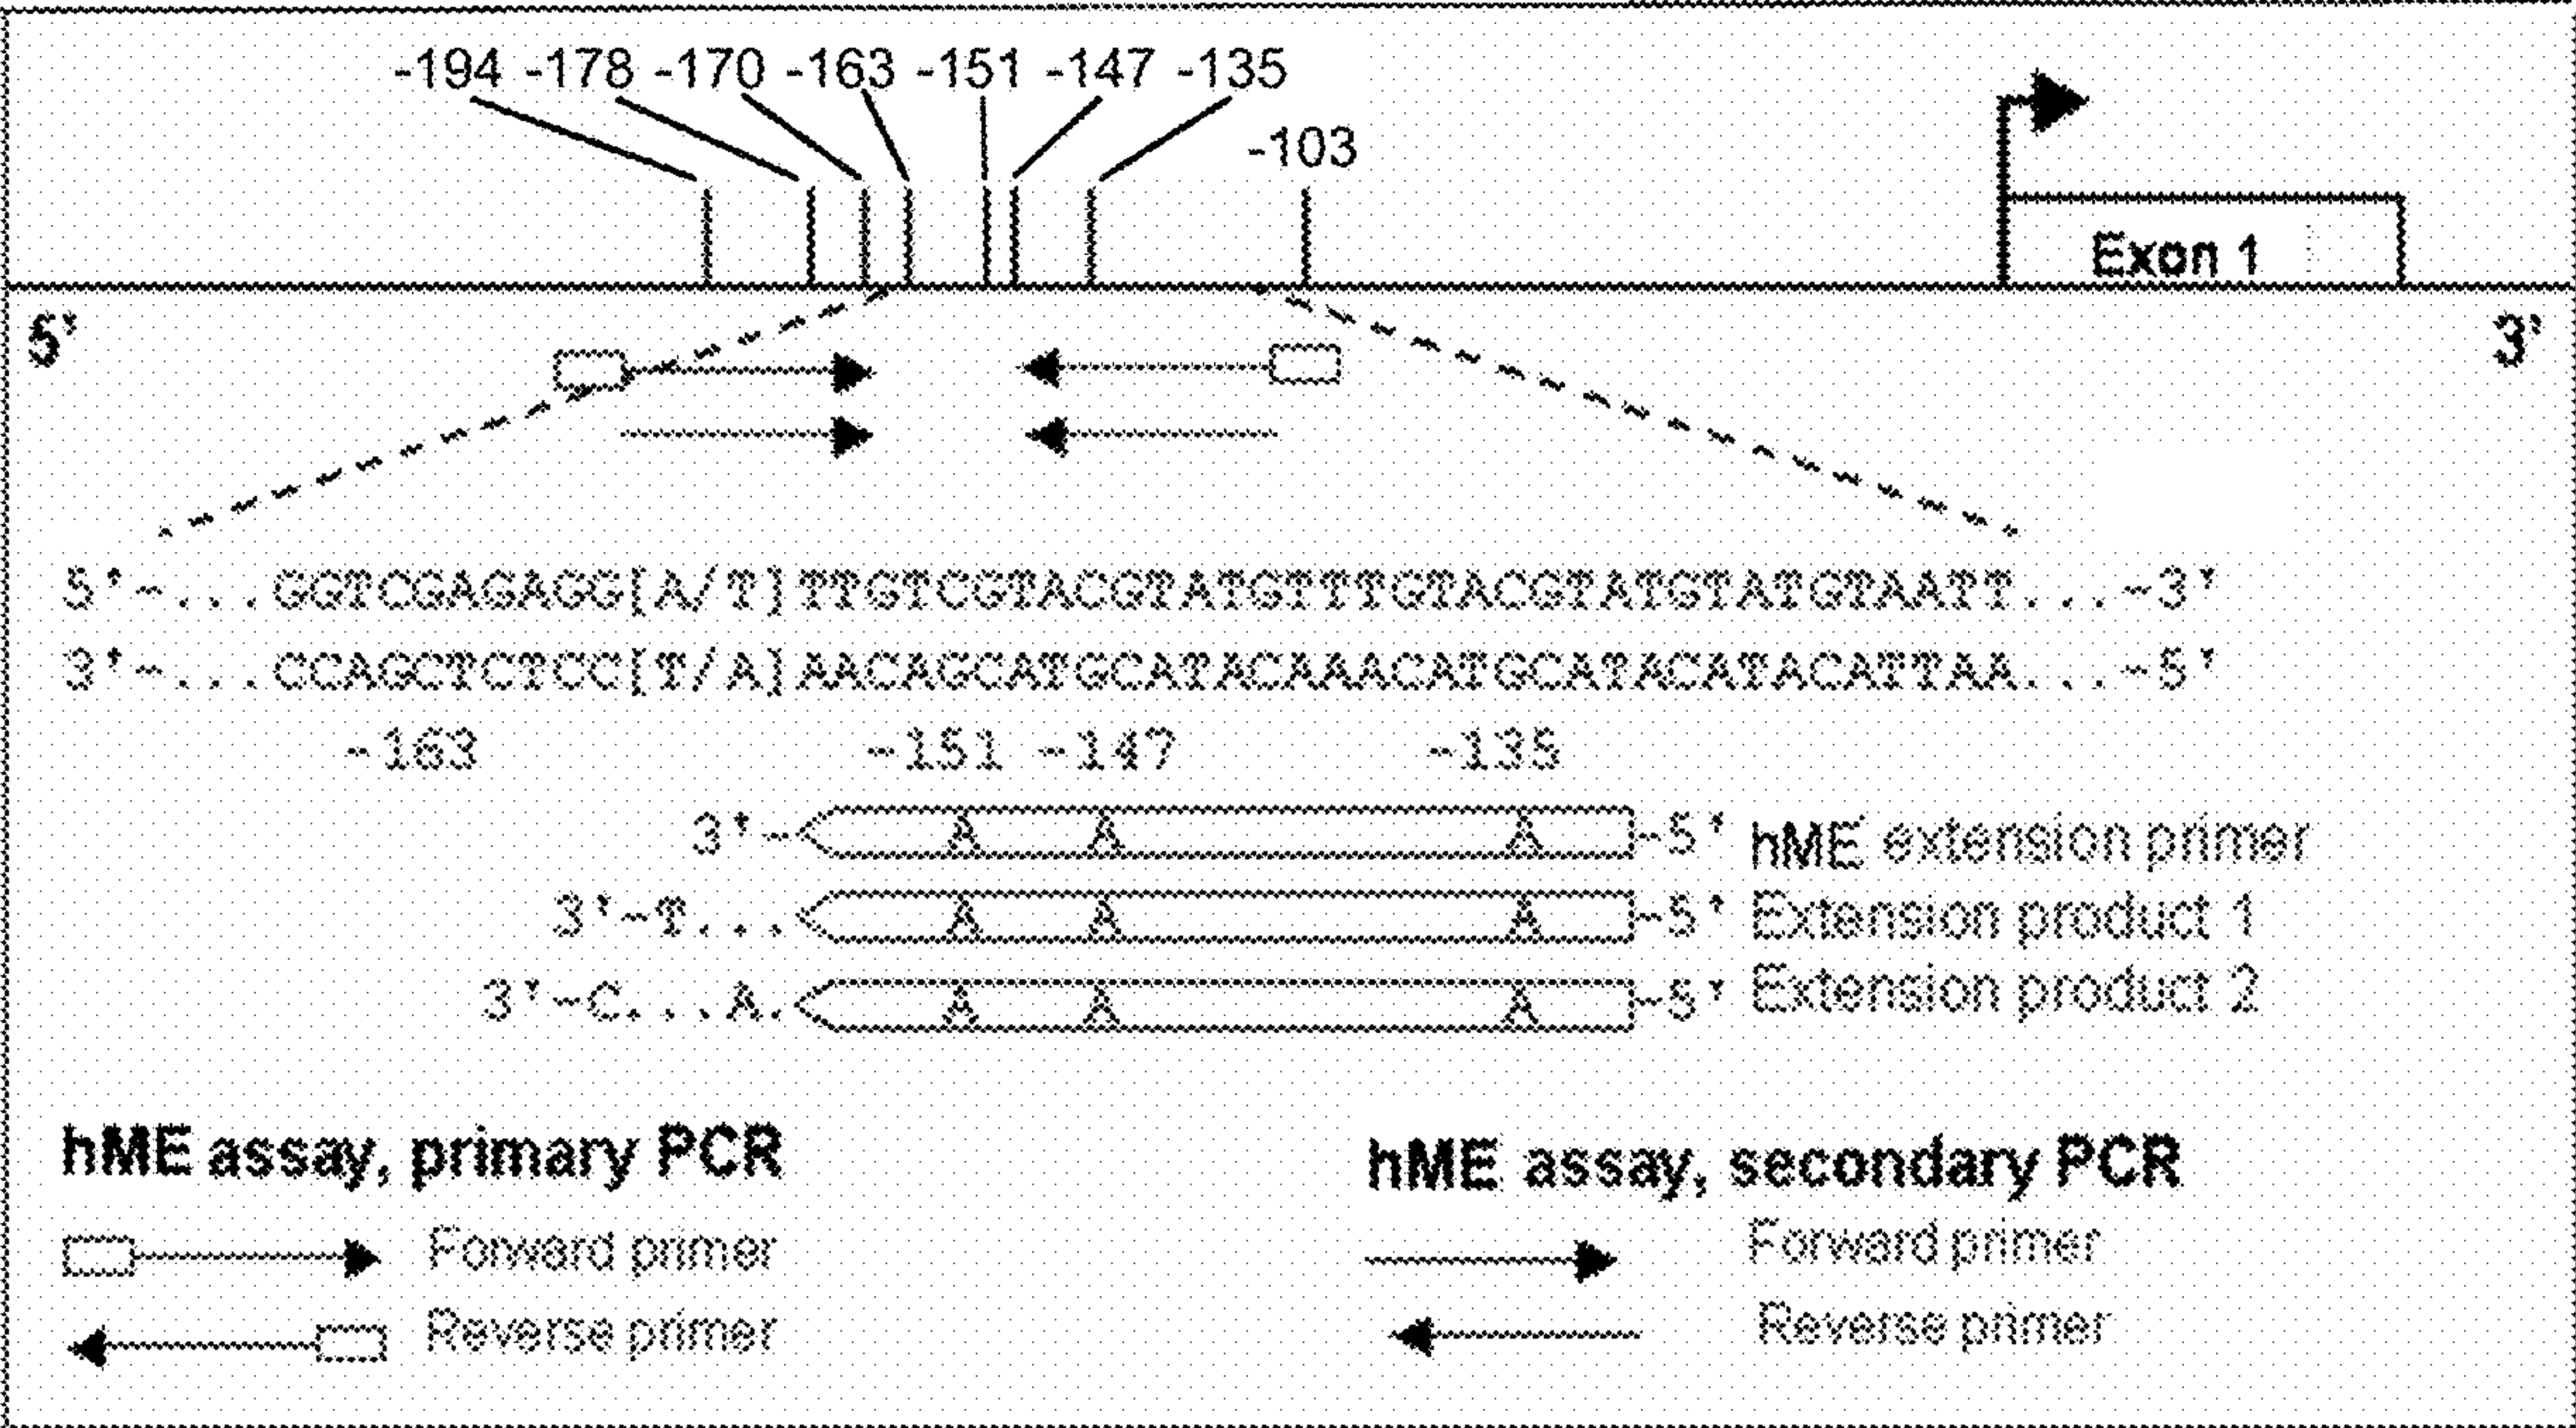 -194 -178 -170 -163 -151 -147 -135
-103
Exon 1
5' 3'
5'-...GGTCGAGAGG[A/T]TTGTCGTACGTATGTTTGTACGTATGTATGTAATT...-3'
3'-...CCAGCTCTCC[T/A]AACAGCATGCATACAAACATGCATACATACATTAA...-5'
-163 -151 -147 -135
3'- A A A -5' hME extension primer
3'-T... A A A -5' Extension product 1
3'-C...A. A A A -5' Extension product 2
hME assay, primary PCR hME assay, secondary PCR
Forward primer Forward primer
Reverse primer Reverse primer